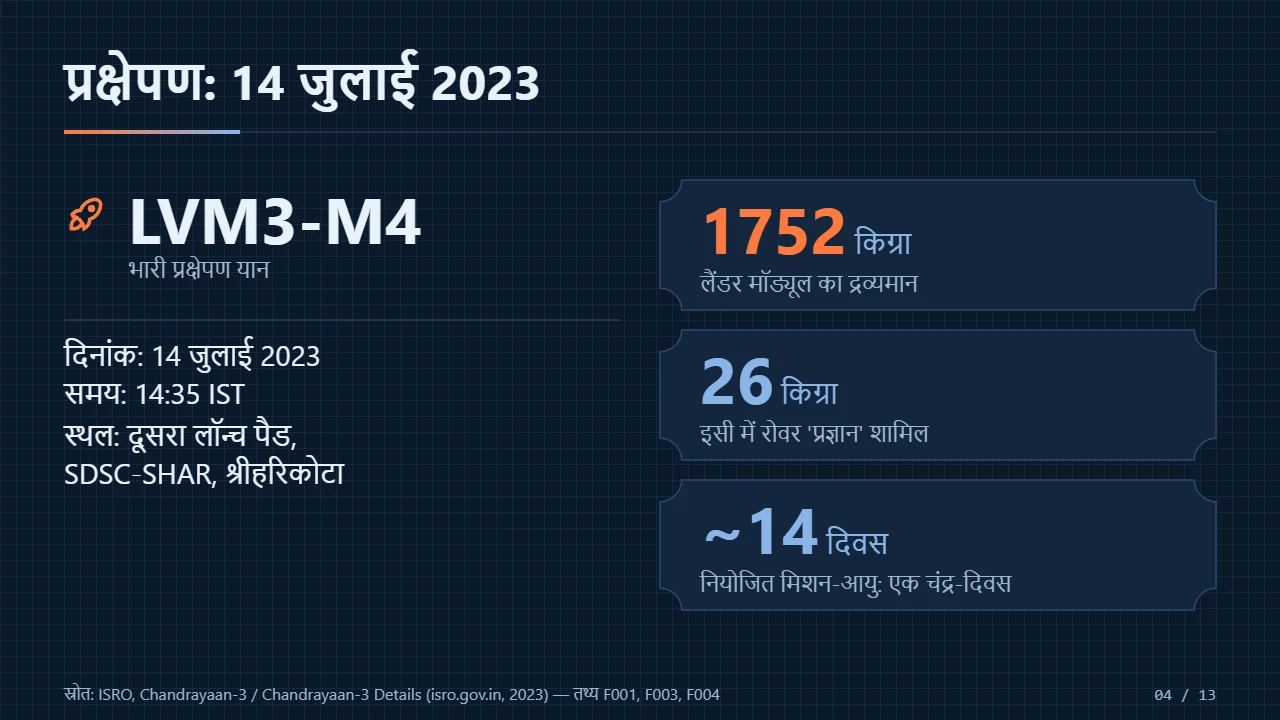 प्रक्षेपण: 14 जुलाई 2023
LVM3-M4
भारी प्रक्षेपण यान
दिनांक: 14 जुलाई 2023
समय: 14:35 IST
स्थल: दूसरा लॉन्च पैड,
SDSC-SHAR, श्रीहरिकोटा
1752 किग्रा
लैंडर मॉड्यूल का द्रव्यमान
26 किग्रा
इसी में रोवर 'प्रज्ञान' शामिल
~14 दिवस
नियोजित मिशन-आयु: एक चंद्र-दिवस
स्रोत: ISRO, Chandrayaan-3 / Chandrayaan-3 Details (isro.gov.in, 2023) — तथ्य F001, F003, F004
04 / 13